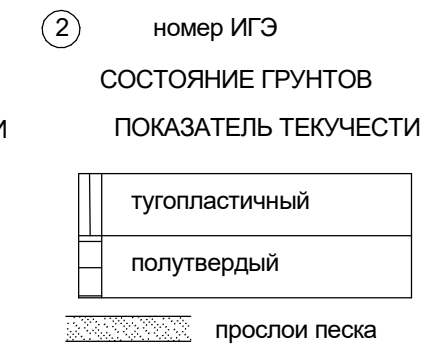 2 номер ИГЭ
СОСТОЯНИЕ ГРУНТОВ
ПОКАЗАТЕЛЬ ТЕКУЧЕСТИ
тугопластичный
полутвердый
прослои песка